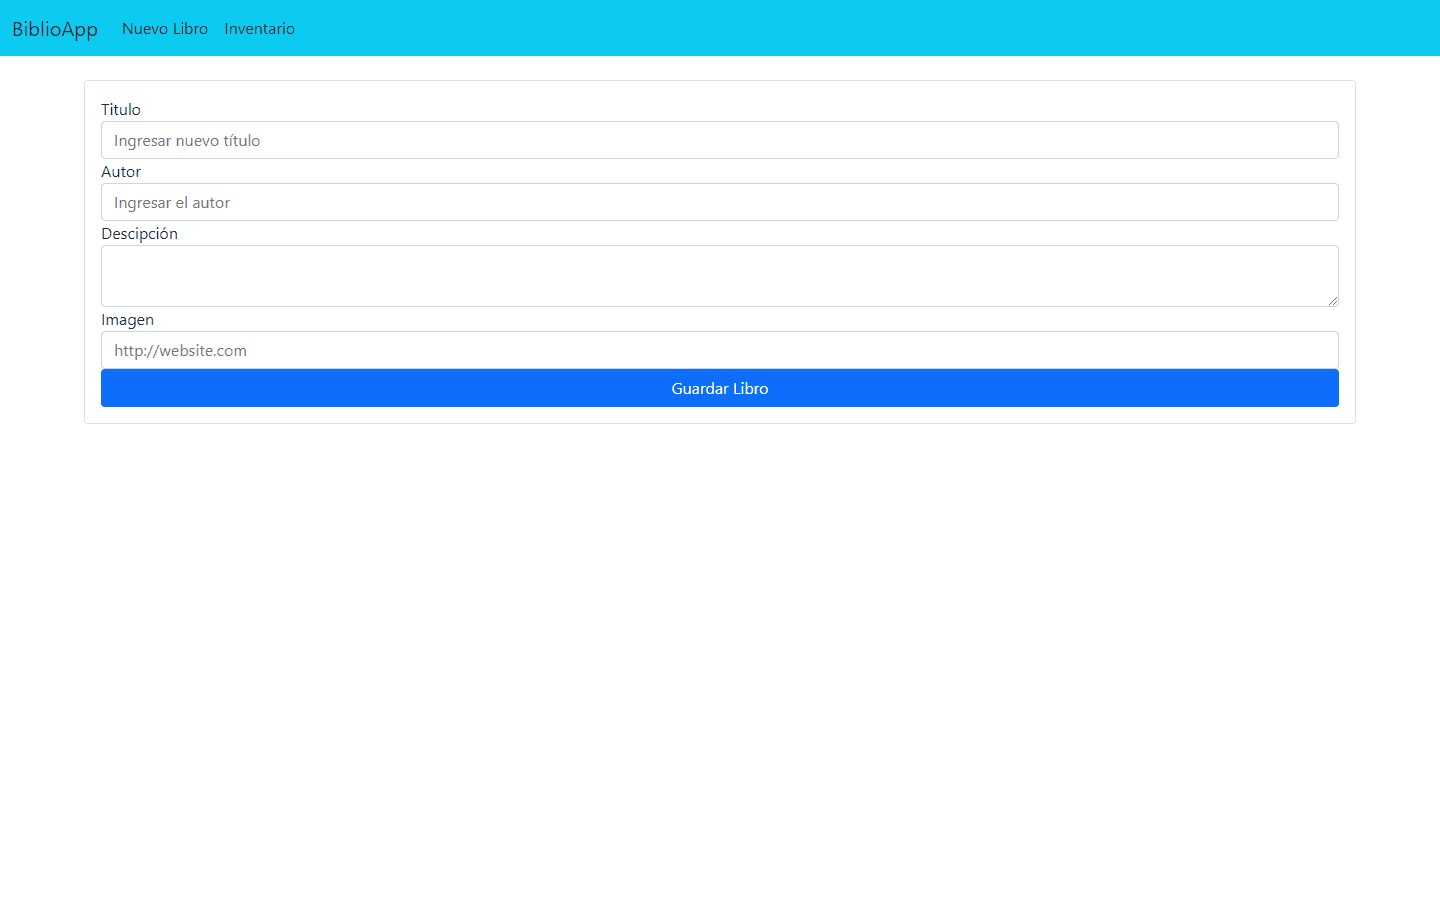 BiblioApp Nuevo Libro Inventario
Titulo
Ingresar nuevo título
Autor
Ingresar el autor
Descipción
Imagen
http://website.com
Guardar Libro